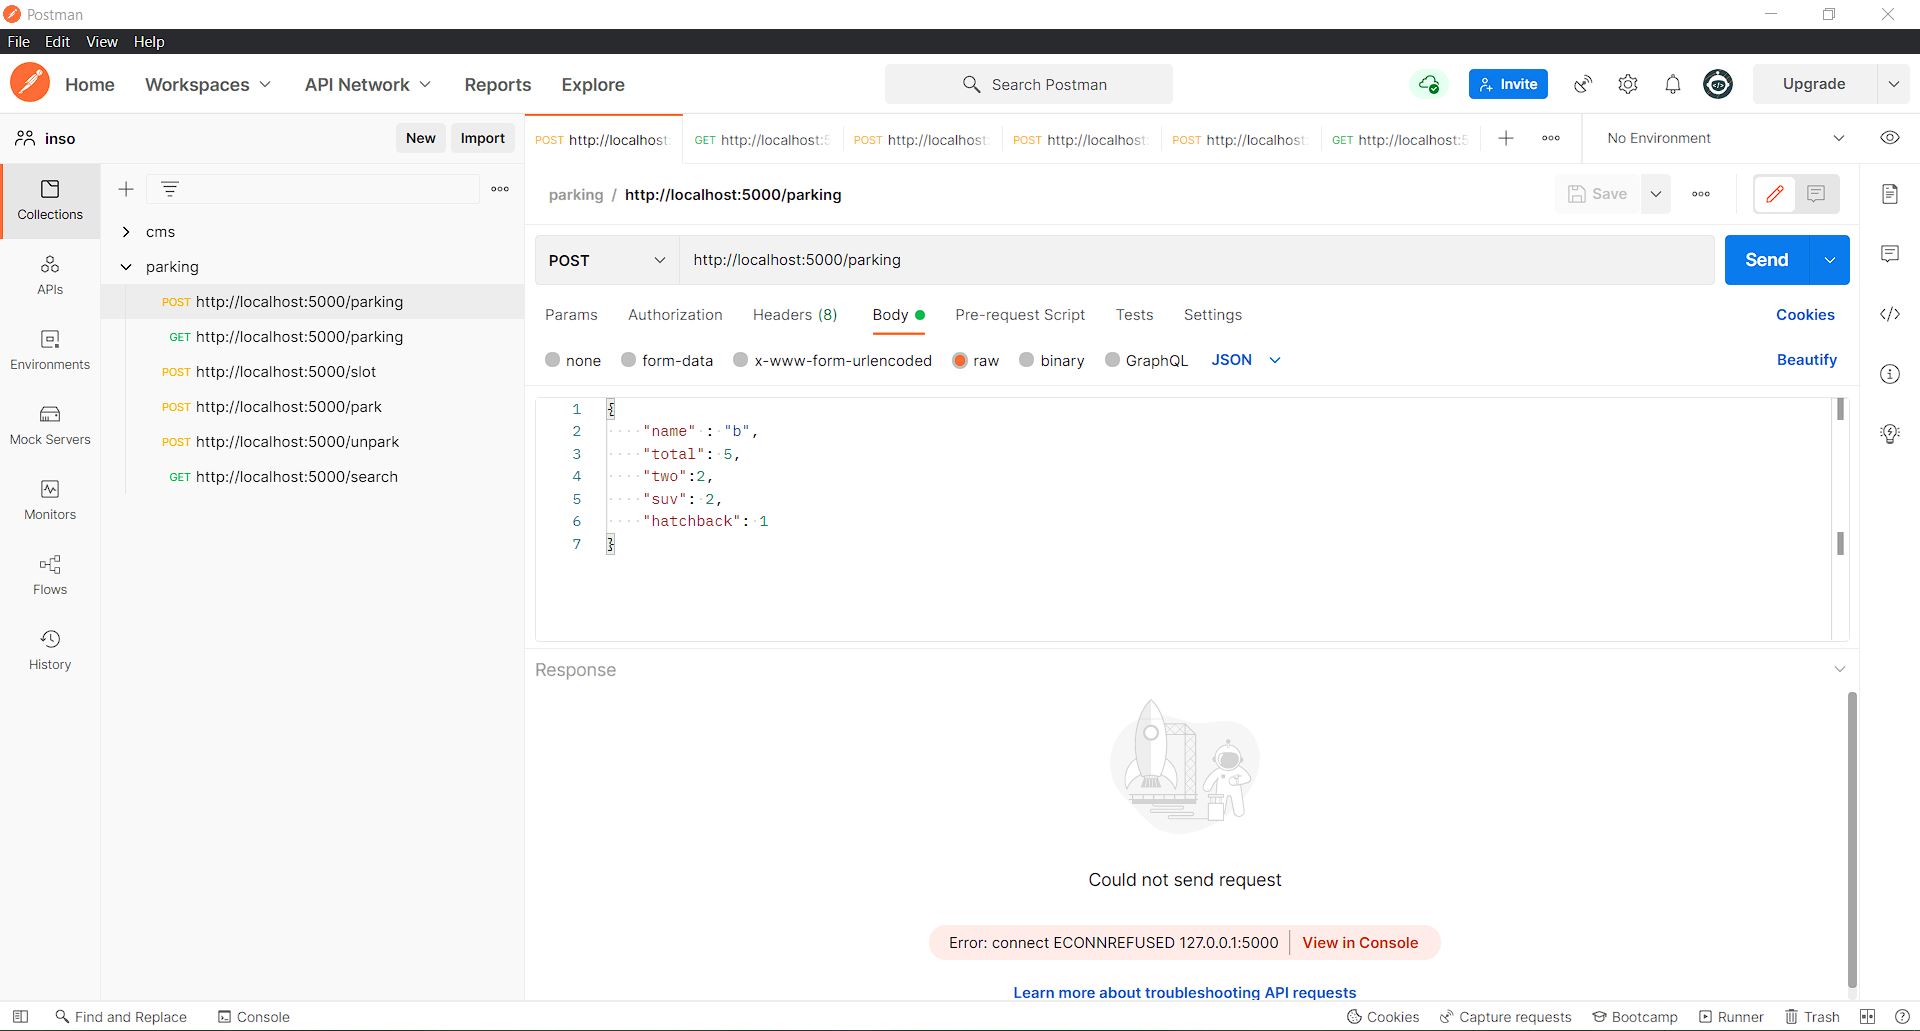 Postman
File Edit View Help
Home Workspaces API Network Reports Explore Search Postman Invite Upgrade
inso New Import
POST http://localhost: GET http://localhost:5 POST http://localhost: POST http://localhost: POST http://localhost: GET http://localhost:5 No Environment
Collections
APIs
Environments
Mock Servers
Monitors
Flows
History
cms
parking
POST http://localhost:5000/parking
GET http://localhost:5000/parking
POST http://localhost:5000/slot
POST http://localhost:5000/park
POST http://localhost:5000/unpark
GET http://localhost:5000/search
parking / http://localhost:5000/parking Save
POST http://localhost:5000/parking Send
Params Authorization Headers (8) Body Pre-request Script Tests Settings Cookies
none form-data x-www-form-urlencoded raw binary GraphQL JSON Beautify
1 {
2 "name" : "b",
3 "total": 5,
4 "two":2,
5 "suv": 2,
6 "hatchback": 1
7 }
Response
Could not send request
Error: connect ECONNREFUSED 127.0.0.1:5000 View in Console
Learn more about troubleshooting API requests
Find and Replace Console Cookies Capture requests Bootcamp Runner Trash